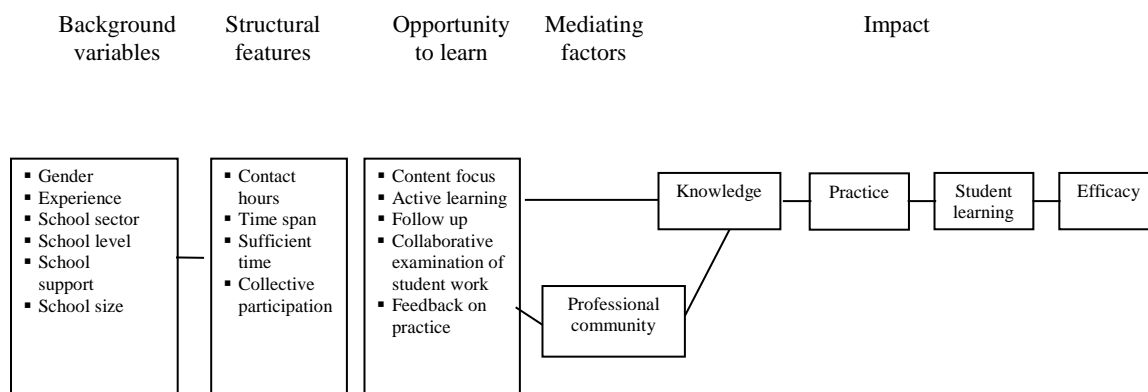 Background
variables
Structural
features
Opportunity
to learn
Mediating
factors
Impact
▪ Gender
▪ Experience
▪ School sector
▪ School level
▪ School
support
▪ School size
▪ Contact
hours
▪ Time span
▪ Sufficient
time
▪ Collective
participation
▪ Content focus
▪ Active learning
▪ Follow up
▪ Collaborative
examination of
student work
▪ Feedback on
practice
Professional
community
Knowledge
Practice
Student
learning
Efficacy